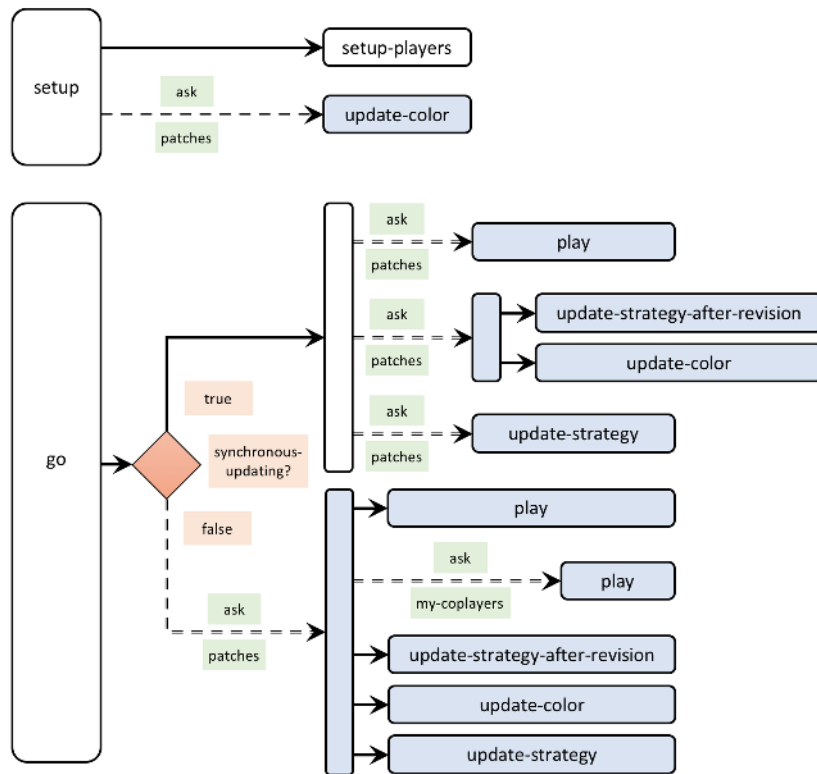 setup
setup-players
ask
patches
update-color
go
synchronous-
updating?
true
ask
patches
play
ask
patches
update-strategy-after-revision
update-color
ask
patches
update-strategy
false
ask
patches
play
ask
my-coplayers
play
update-strategy-after-revision
update-color
update-strategy